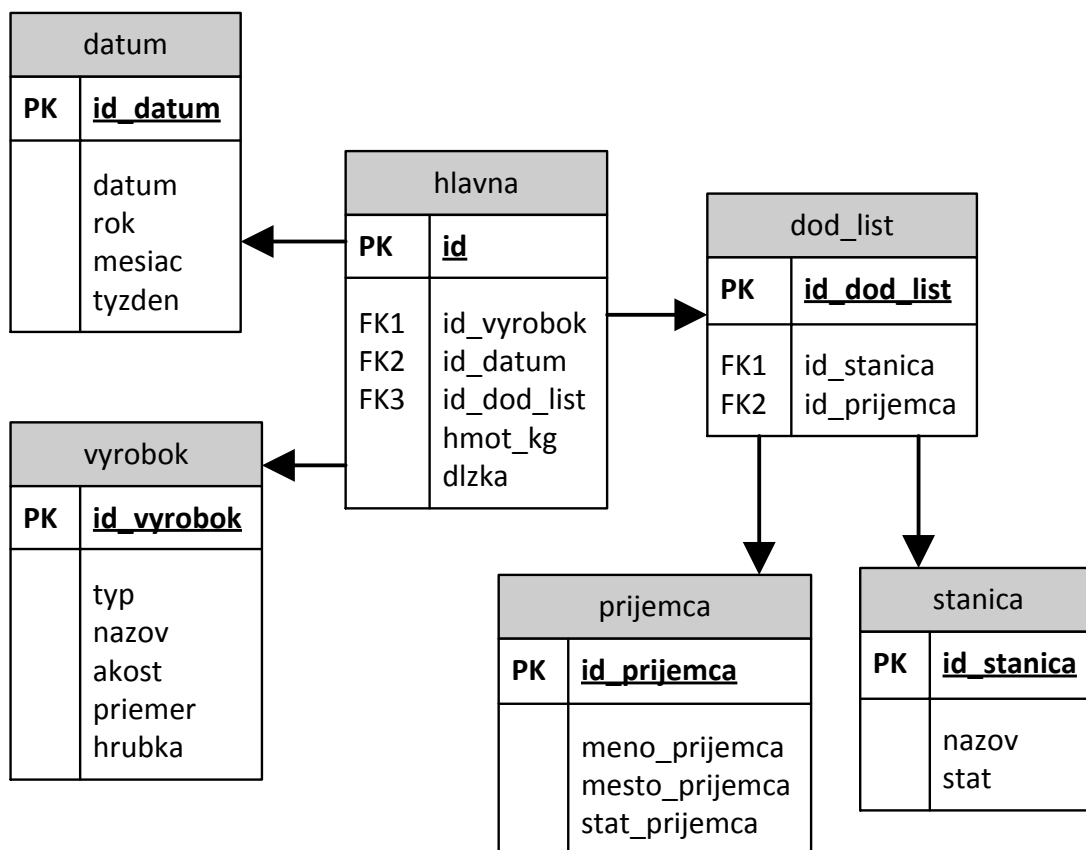 datum
PK id_datum
datum
rok
mesiac
tyzden
hlavna
PK id
FK1 id_vyrobok
FK2 id_datum
FK3 id_dod_list
hmot_kg
dlzka
dod_list
PK id_dod_list
FK1 id_stanica
FK2 id_prijemca
vyrobok
PK id_vyrobok
typ
nazov
akost
priemer
hrubka
prijemca
PK id_prijemca
meno_prijemca
mesto_prijemca
stat_prijemca
stanica
PK id_stanica
nazov
stat